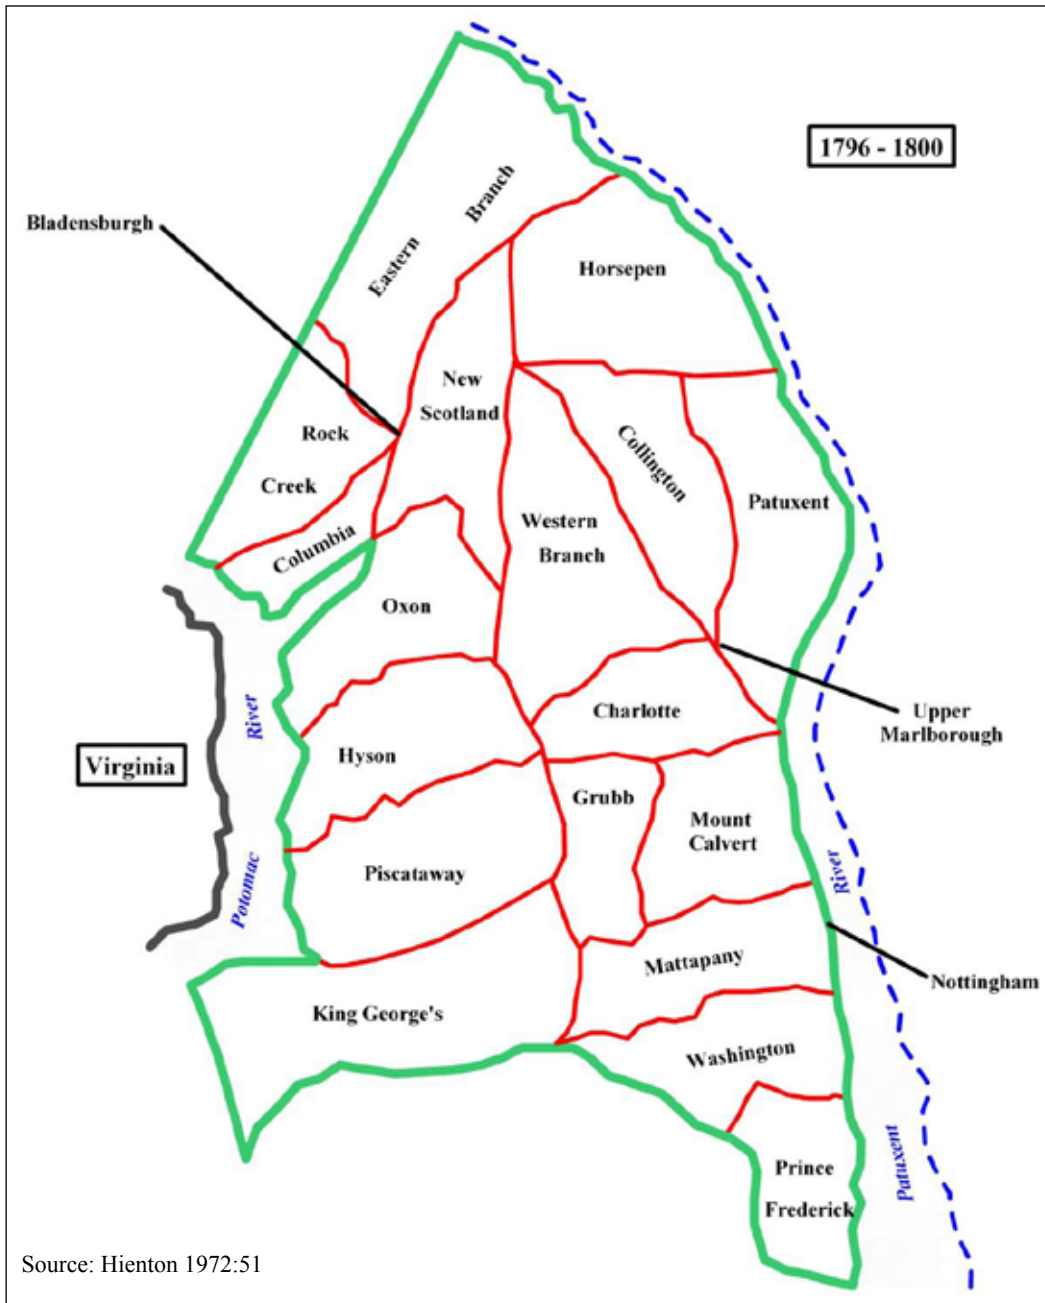 1796 - 1800
Bladensburgh
Eastern Branch
Horsepen
New
Scotland
Rock
Creek
Columbia
Collington
Patuxent
Western
Branch
Oxon
Charlotte
Upper
Marlborough
River
Potomac
Virginia
Hyson
Grubb
Mount
Calvert
Piscataway
River
Patuxent
Mattapany
Nottingham
King George's
Washington
Prince
Frederick
Source: Hienton 1972:51